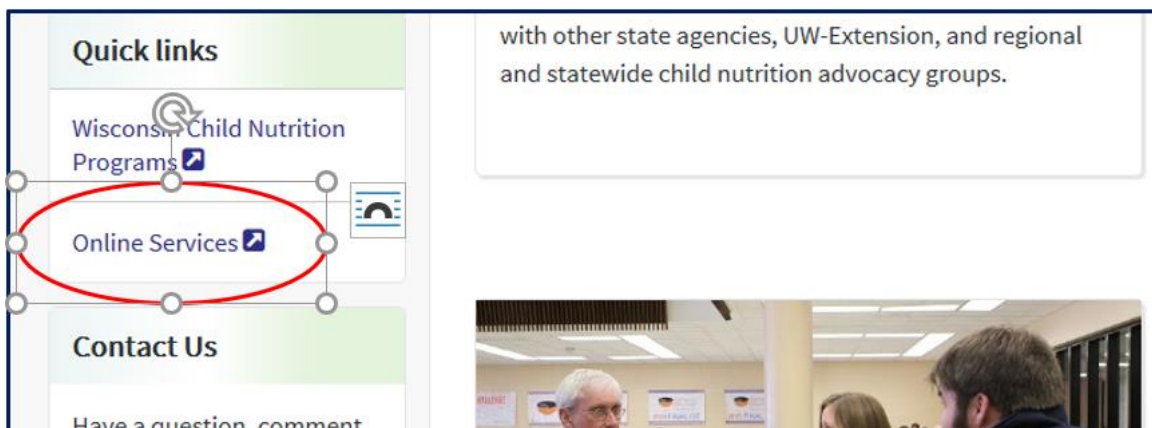 Quick links
Wisconsin Child Nutrition
Programs
Online Services
Contact Us
Have a question, comment
with other state agencies, UW-Extension, and regional
and statewide child nutrition advocacy groups.